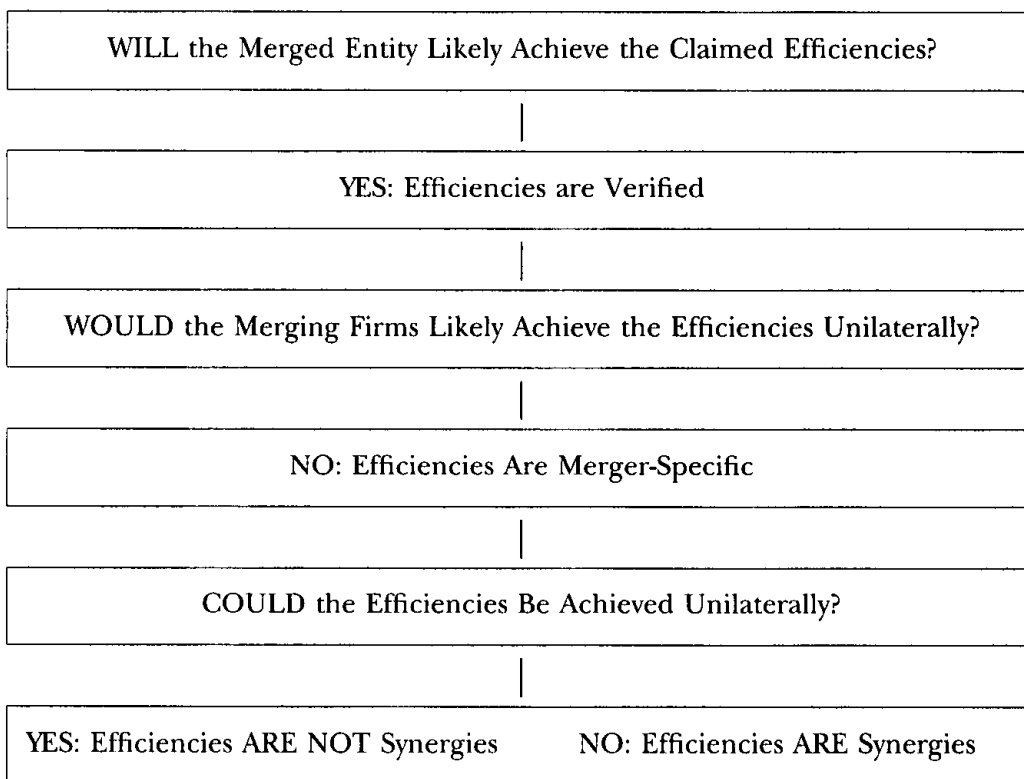 WILL the Merged Entity Likely Achieve the Claimed Efficiencies?
YES: Efficiencies are Verified
WOULD the Merging Firms Likely Achieve the Efficiencies Unilaterally?
NO: Efficiencies Are Merger-Specific
COULD the Efficiencies Be Achieved Unilaterally?
YES: Efficiencies ARE NOT Synergies NO: Efficiencies ARE Synergies